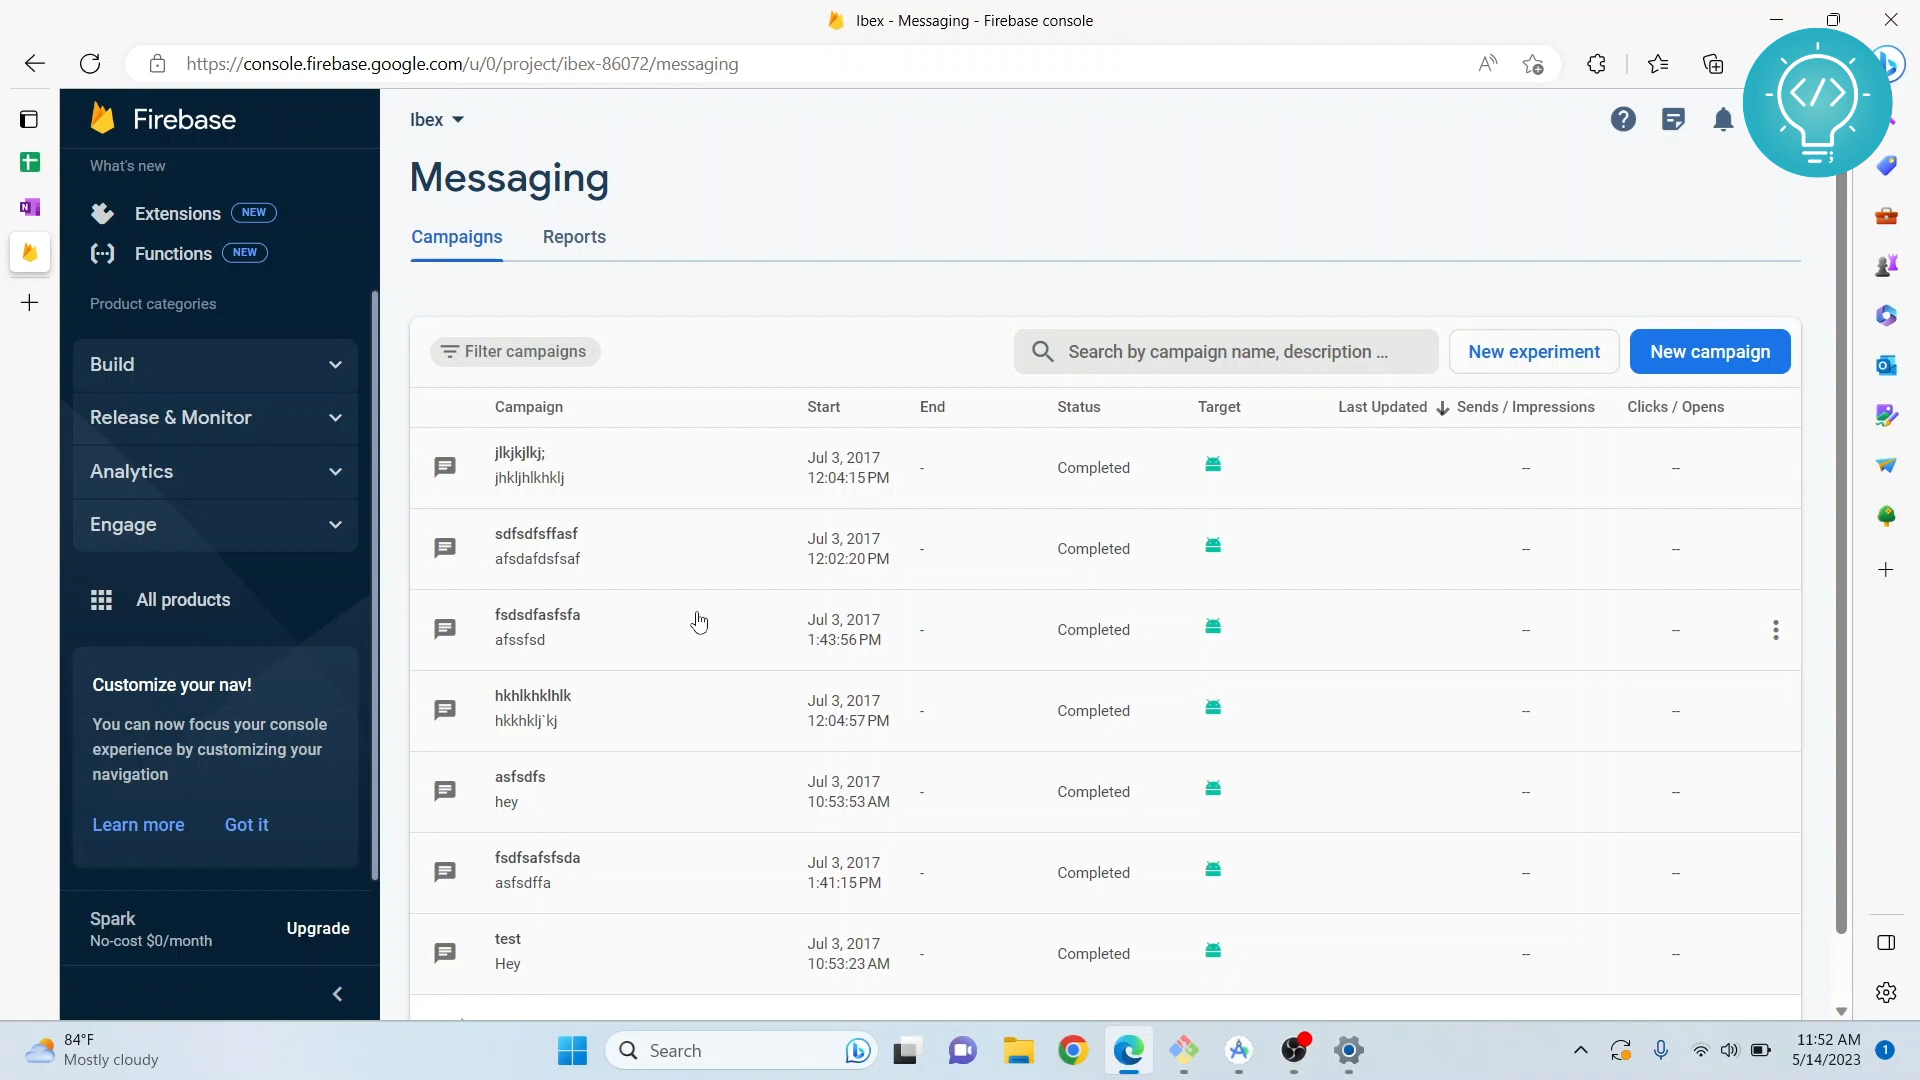 Ibex - Messaging - Firebase console
https://console.firebase.google.com/u/0/project/ibex-86072/messaging
Firebase
What's new
Extensions NEW
Functions NEW
Product categories
Build
Release & Monitor
Analytics
Engage
All products
Customize your nav!
You can now focus your console
experience by customizing your
navigation
Learn more Got it
Spark
No-cost $0/month
Upgrade
Ibex
Messaging
Campaigns Reports
Filter campaigns
Search by campaign name, description ...
New experiment
New campaign
Campaign Start End Status Target Last Updated Sends / Impressions Clicks / Opens
jlkjkjlkj;
jhkljhlkhklj
Jul 3, 2017
12:04:15 PM
- Completed -- --
sdfsdfsffasf
afsdafdsfsaf
Jul 3, 2017
12:02:20 PM
- Completed -- --
fsdsdfasfsfa
afssfsd
Jul 3, 2017
1:43:56 PM
- Completed -- --
hkhlkhklhlk
hkkhklj`kj
Jul 3, 2017
12:04:57 PM
- Completed -- --
asfsdfs
hey
Jul 3, 2017
10:53:53 AM
- Completed -- --
fsdfsafsfsda
asfsdffa
Jul 3, 2017
1:41:15 PM
- Completed -- --
test
Hey
Jul 3, 2017
10:53:23 AM
- Completed -- --
84°F
Mostly cloudy
Search
11:52 AM
5/14/2023
1